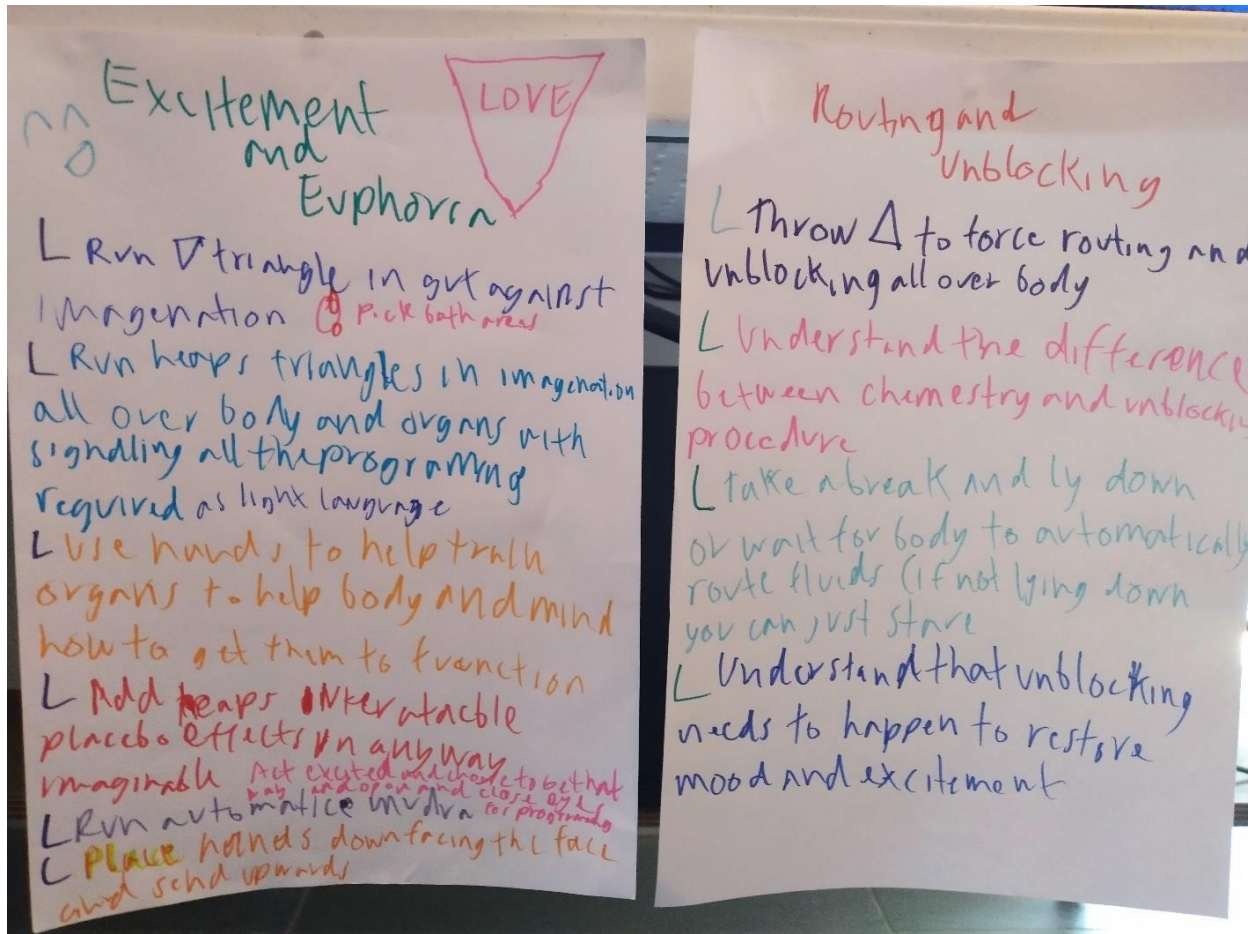 Excitement
and
Euphoria
LOVE
L Run ▽ triangle in gut against
imagenation pick both areas
L Run heaps triangles in imagenation
all over body and organs with
signalling all the programing
required as light language
L use hands to help train
organs to help body and mind
how to get them to function
L Add heaps
placebo effects in any way
imaginable Act excited and chose to be that
way and open and close eyes
L Run automatice mudra for programing
L Place hands down facing the face
and send upwards
Routing and
Unblocking
L Throw △ to force routing and
unblocking all over body
L Understand the difference
between chemestry and unblocking
procedure
L take a break and ly down
or wait for body to automatically
route fluids (if not lying down
you can just stare
L Understand that unblocking
needs to happen to restore
mood and excitement